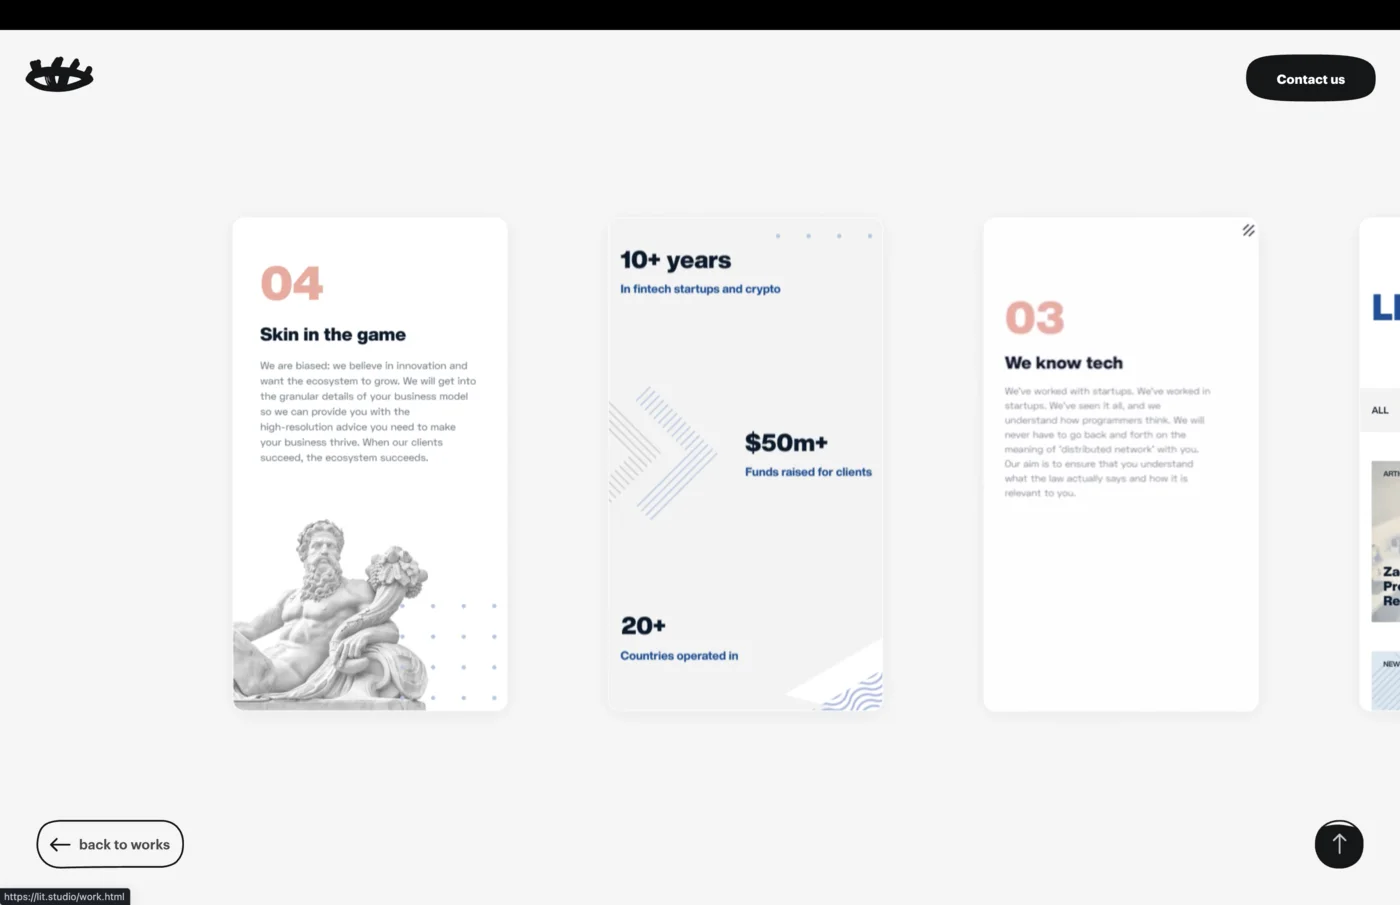 Contact us
04
Skin in the game
We are biased: we believe in innovation and
want the ecosystem to grow. We will get into
the granular details of your business model
so we can provide you with the
high-resolution advice you need to make
your business thrive. When our clients
succeed, the ecosystem succeeds.
10+ years
In fintech startups and crypto
$50m+
Funds raised for clients
20+
Countries operated in
03
We know tech
We've worked with startups. We've worked in
startups. We've seen it all, and we
understand how programmers think. We will
never have to go back and forth on the
meaning of 'distributed network' with you.
Our aim is to ensure that you understand
what the law actually says and how it is
relevant to you.
ALL
back to works
https://lit.studio/work.html